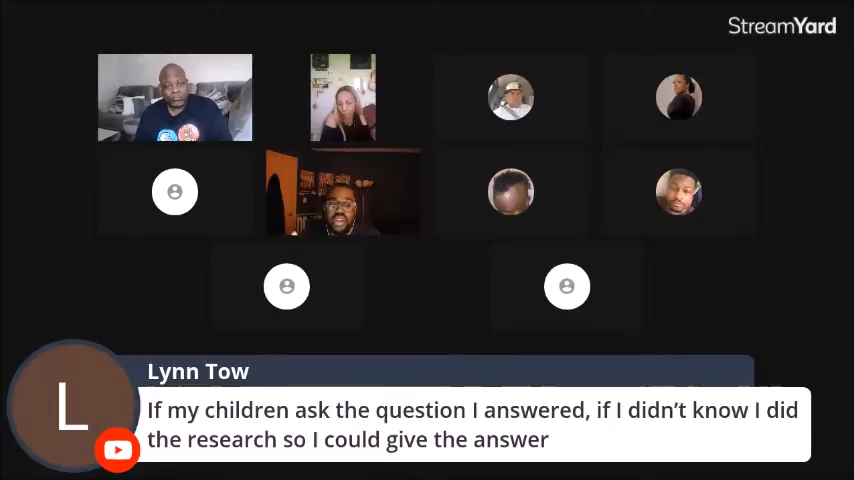 StreamYard
L
Lynn Tow
If my children ask the question I answered, if I didn't know I did
the research so I could give the answer